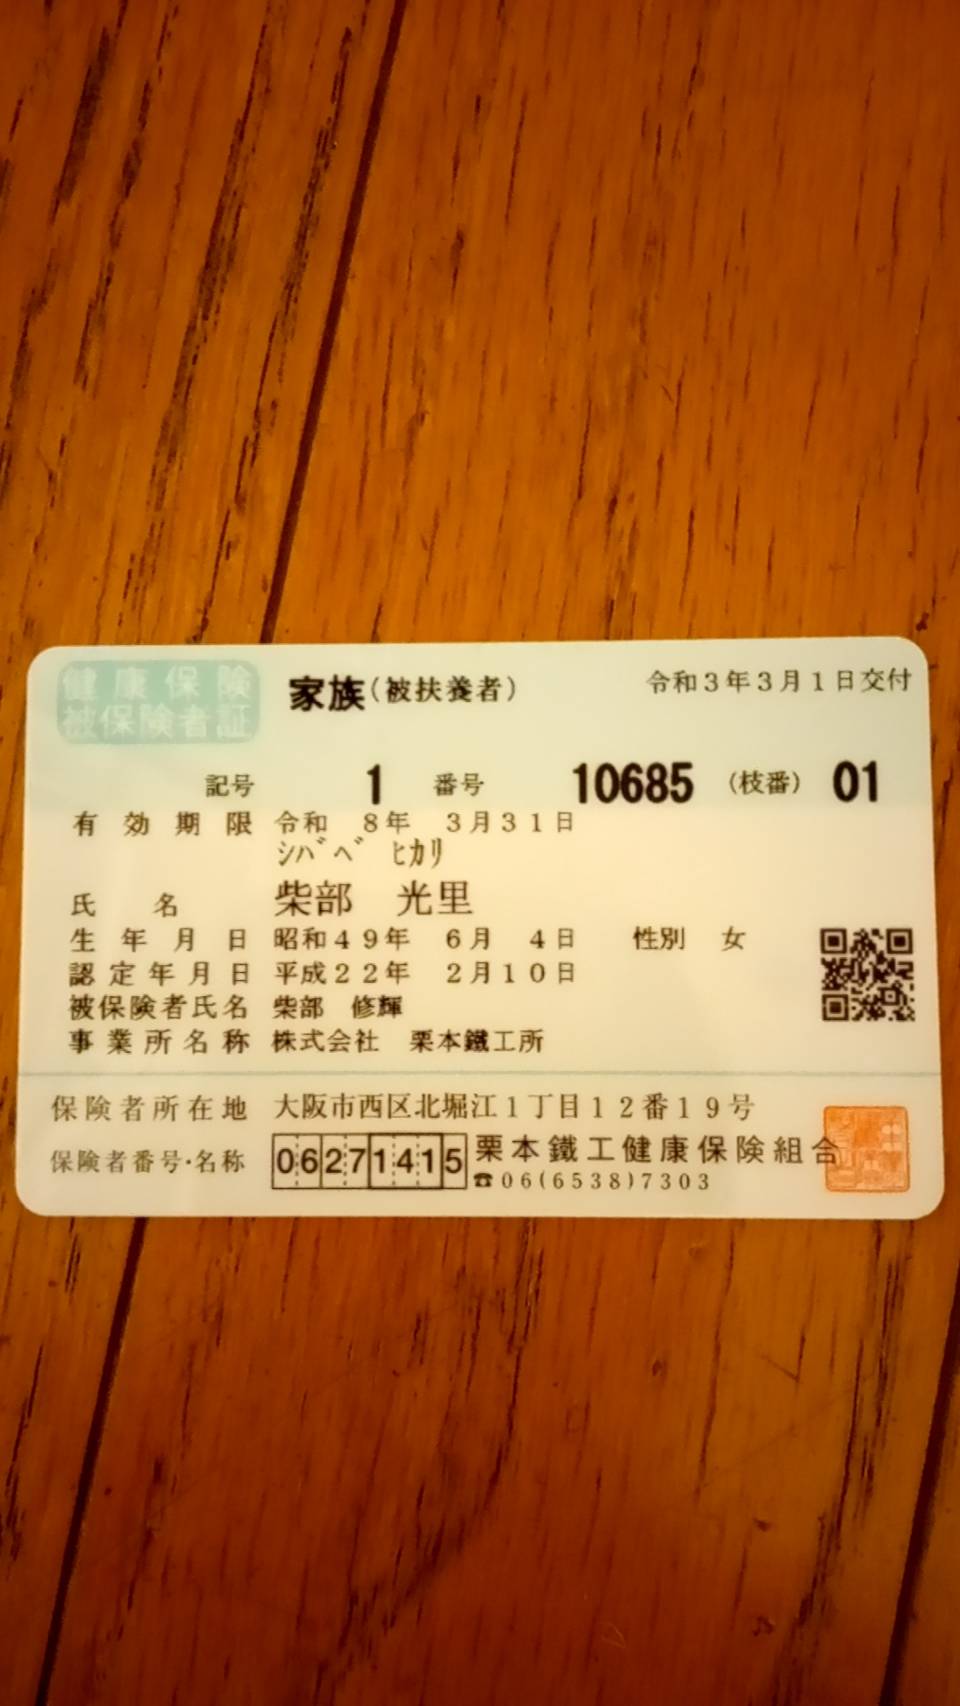 健康保険
被保険者証
家族(被扶養者)
令和3年3月1日交付
記号 1 番号 10685 (枝番) 01
有効期限 令和 8年 3月31日
シバベ ヒカリ
氏名 柴部 光里
生年月日 昭和49年 6月 4日 性別 女
認定年月日 平成22年 2月10日
被保険者氏名 柴部 修輝
事業所名称 株式会社 栗本鐵工所
保険者所在地 大阪市西区北堀江1丁目12番19号
保険者番号・名称 06271415 栗本鐵工健康保険組合
☎06(6538)7303